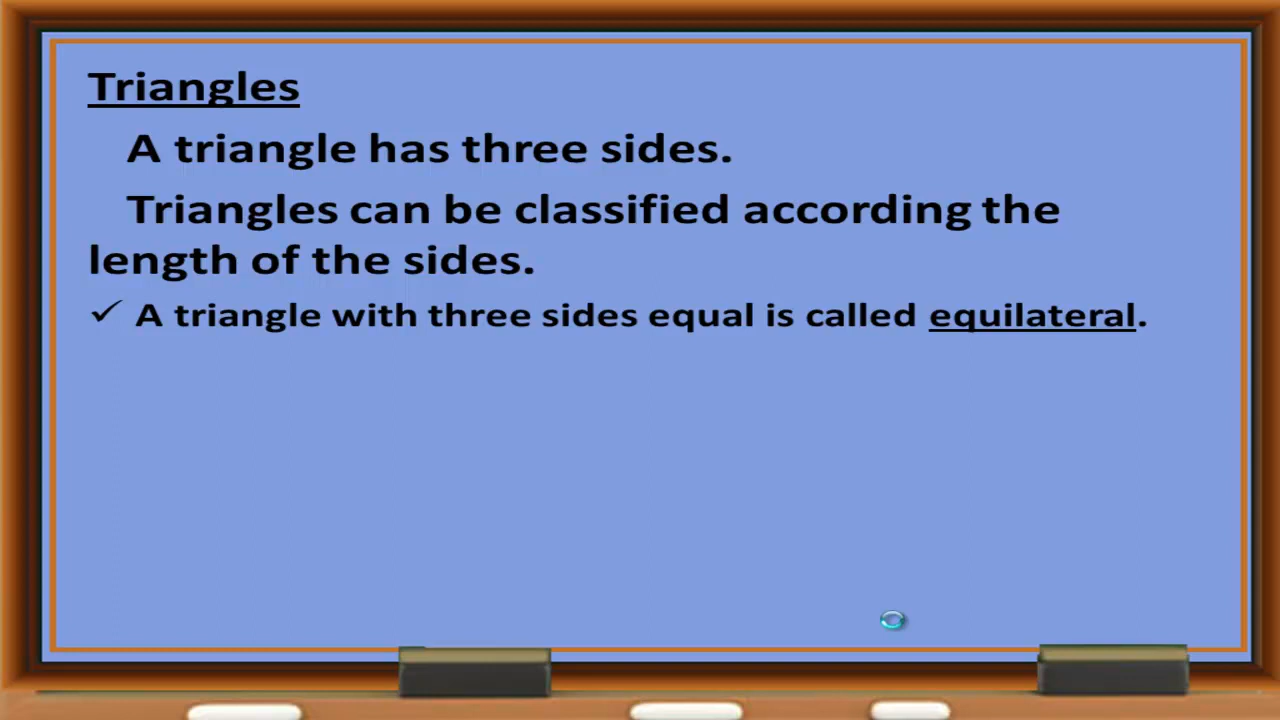 Triangles
A triangle has three sides.
Triangles can be classified according the
length of the sides.
✓ A triangle with three sides equal is called equilateral.